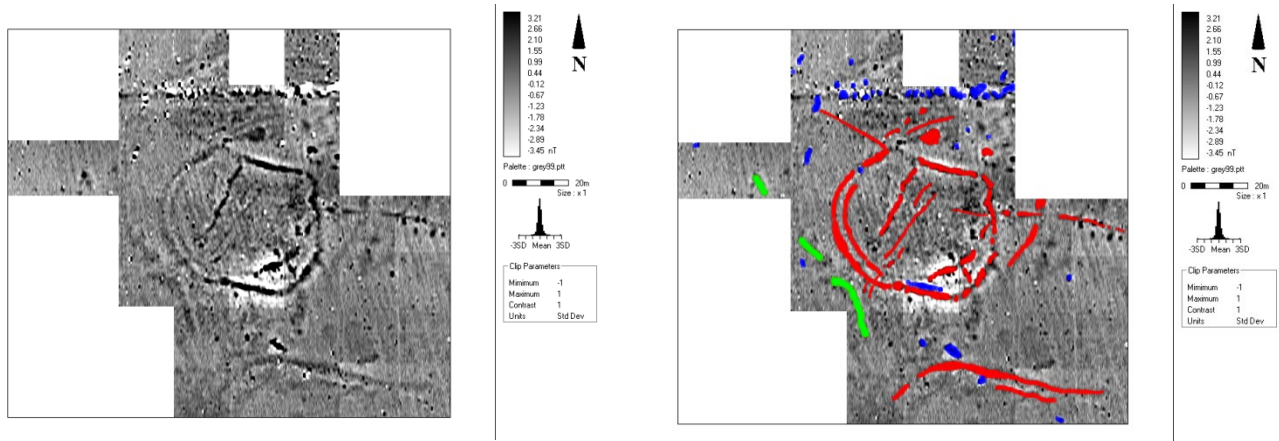 3.21
2.66
2.10
1.55
0.99
0.44
-0.12
-0.67
-1.23
-1.78
-2.34
-2.89
-3.45 nT
N
Palette : grey99.ptt
0 20m
Size : x 1
-3SD Mean 3SD
Clip Parameters
Minimum -1
Maximum 1
Contrast 1
Units Std Dev
3.21
2.66
2.10
1.55
0.99
0.44
-0.12
-0.67
-1.23
-1.78
-2.34
-2.89
-3.45 nT
N
Palette : grey99.ptt
0 20m
Size : x 1
-3SD Mean 3SD
Clip Parameters
Minimum -1
Maximum 1
Contrast 1
Units Std Dev